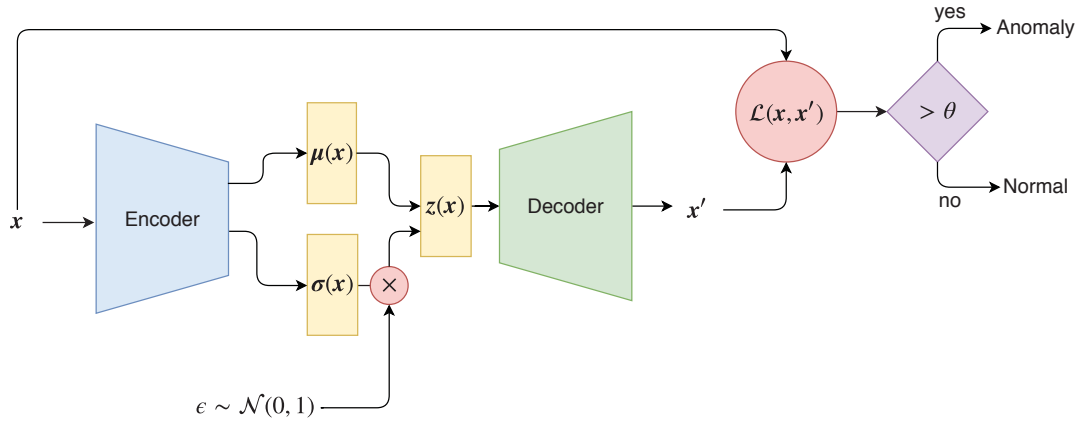 yes
Anomaly
ℒ(x, x′)
> θ
μ(x)
Normal
no
x
Encoder
z(x)
Decoder
x′
σ(x)
×
ϵ ∼ 𝒩(0, 1)